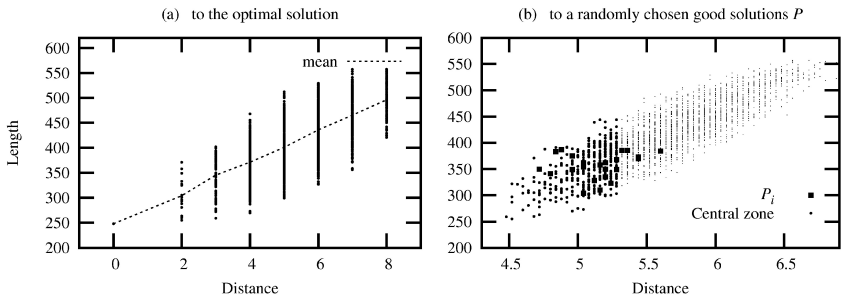 (a) to the optimal solution
600
550
500
450
400
350
300
250
200
Length
mean
0 2 4 6 8
Distance
(b) to a randomly chosen good solutions P
600
550
500
450
400
350
300
250
200
P_i
Central zone
4.5 5 5.5 6 6.5
Distance